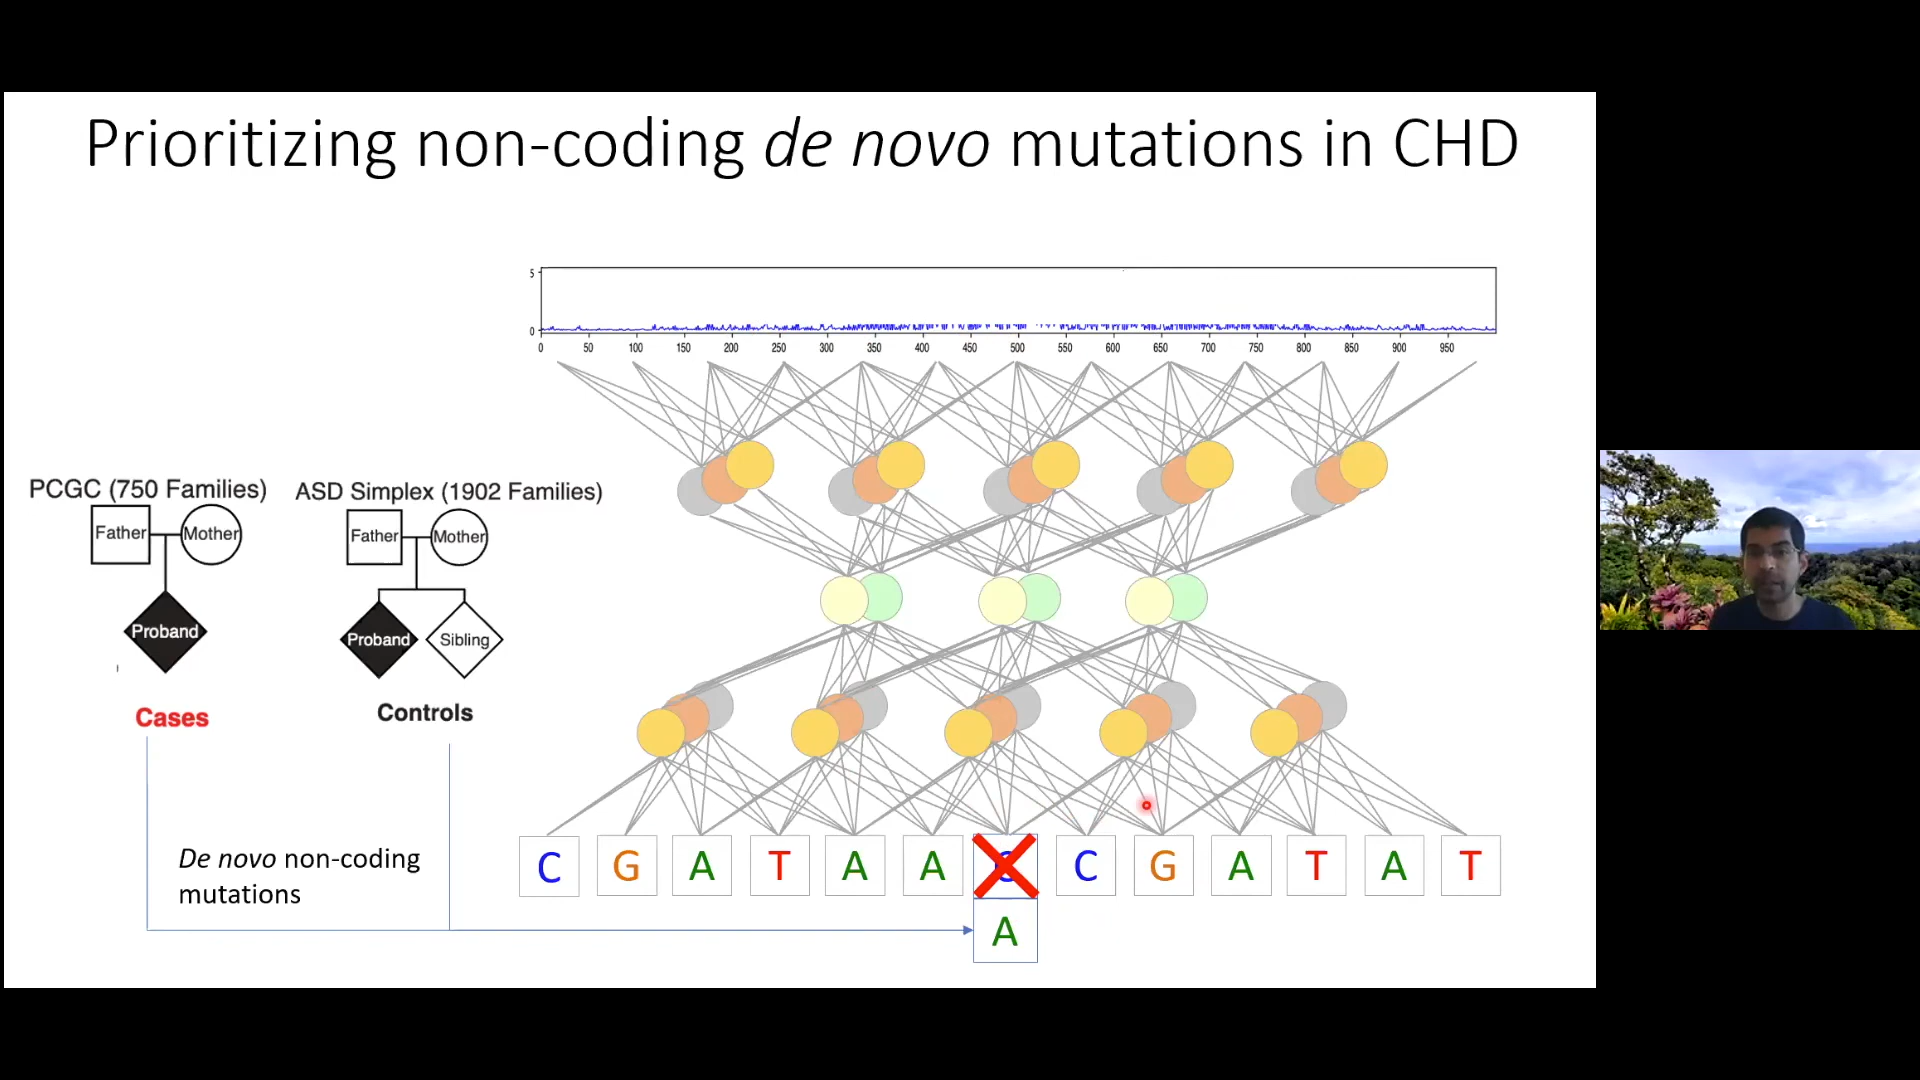 Prioritizing non-coding de novo mutations in CHD
5
0
0 50 100 150 200 250 300 350 400 450 500 550 600 650 700 750 800 850 900 950
PCGC (750 Families)
Father Mother
Proband
Cases
ASD Simplex (1902 Families)
Father Mother
Proband Sibling
Controls
De novo non-coding
mutations
C G A T A A C G A T A T
A